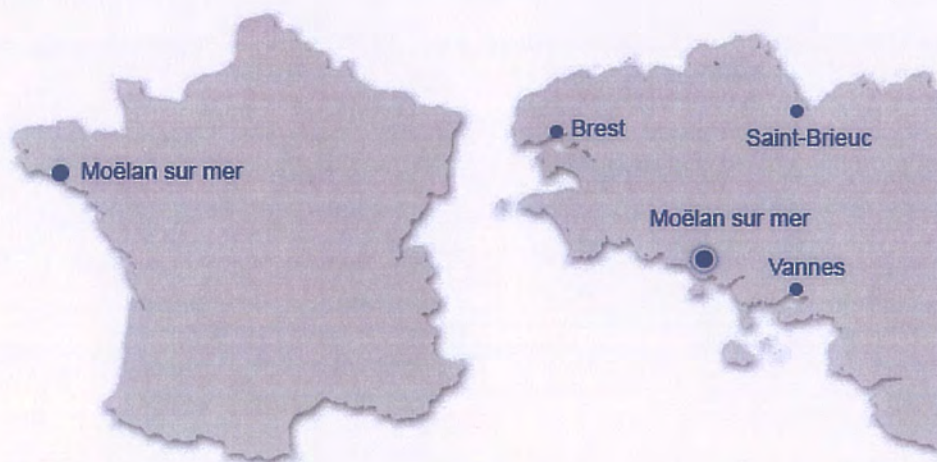 Moëlan sur mer
Brest
Saint-Brieuc
Moëlan sur mer
Vannes